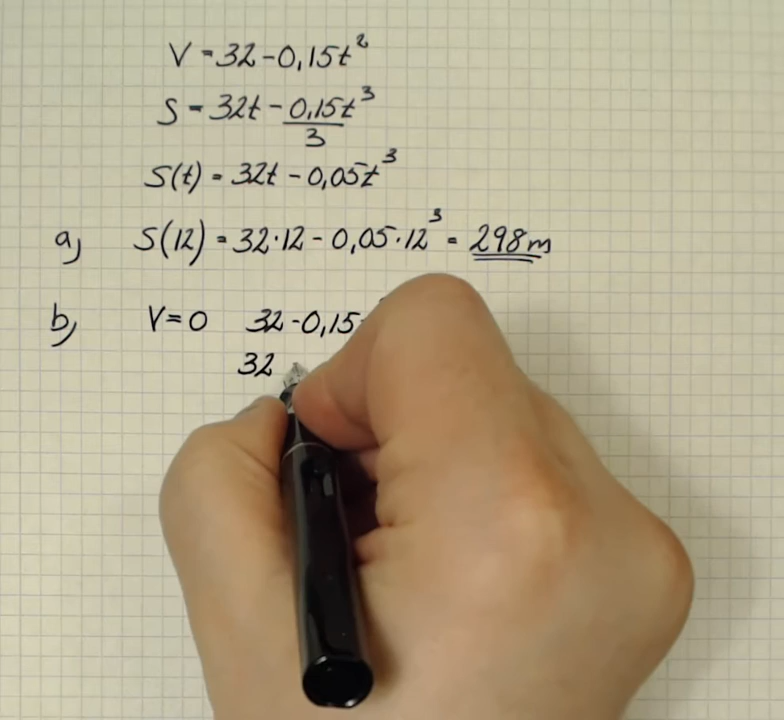 V = 32 - 0,15t²
S = 32t - 0,15t³/3
S(t) = 32t - 0,05t³
a) S(12) = 32·12 - 0,05·12³ = 298m
b) V = 0 32 - 0,15
32